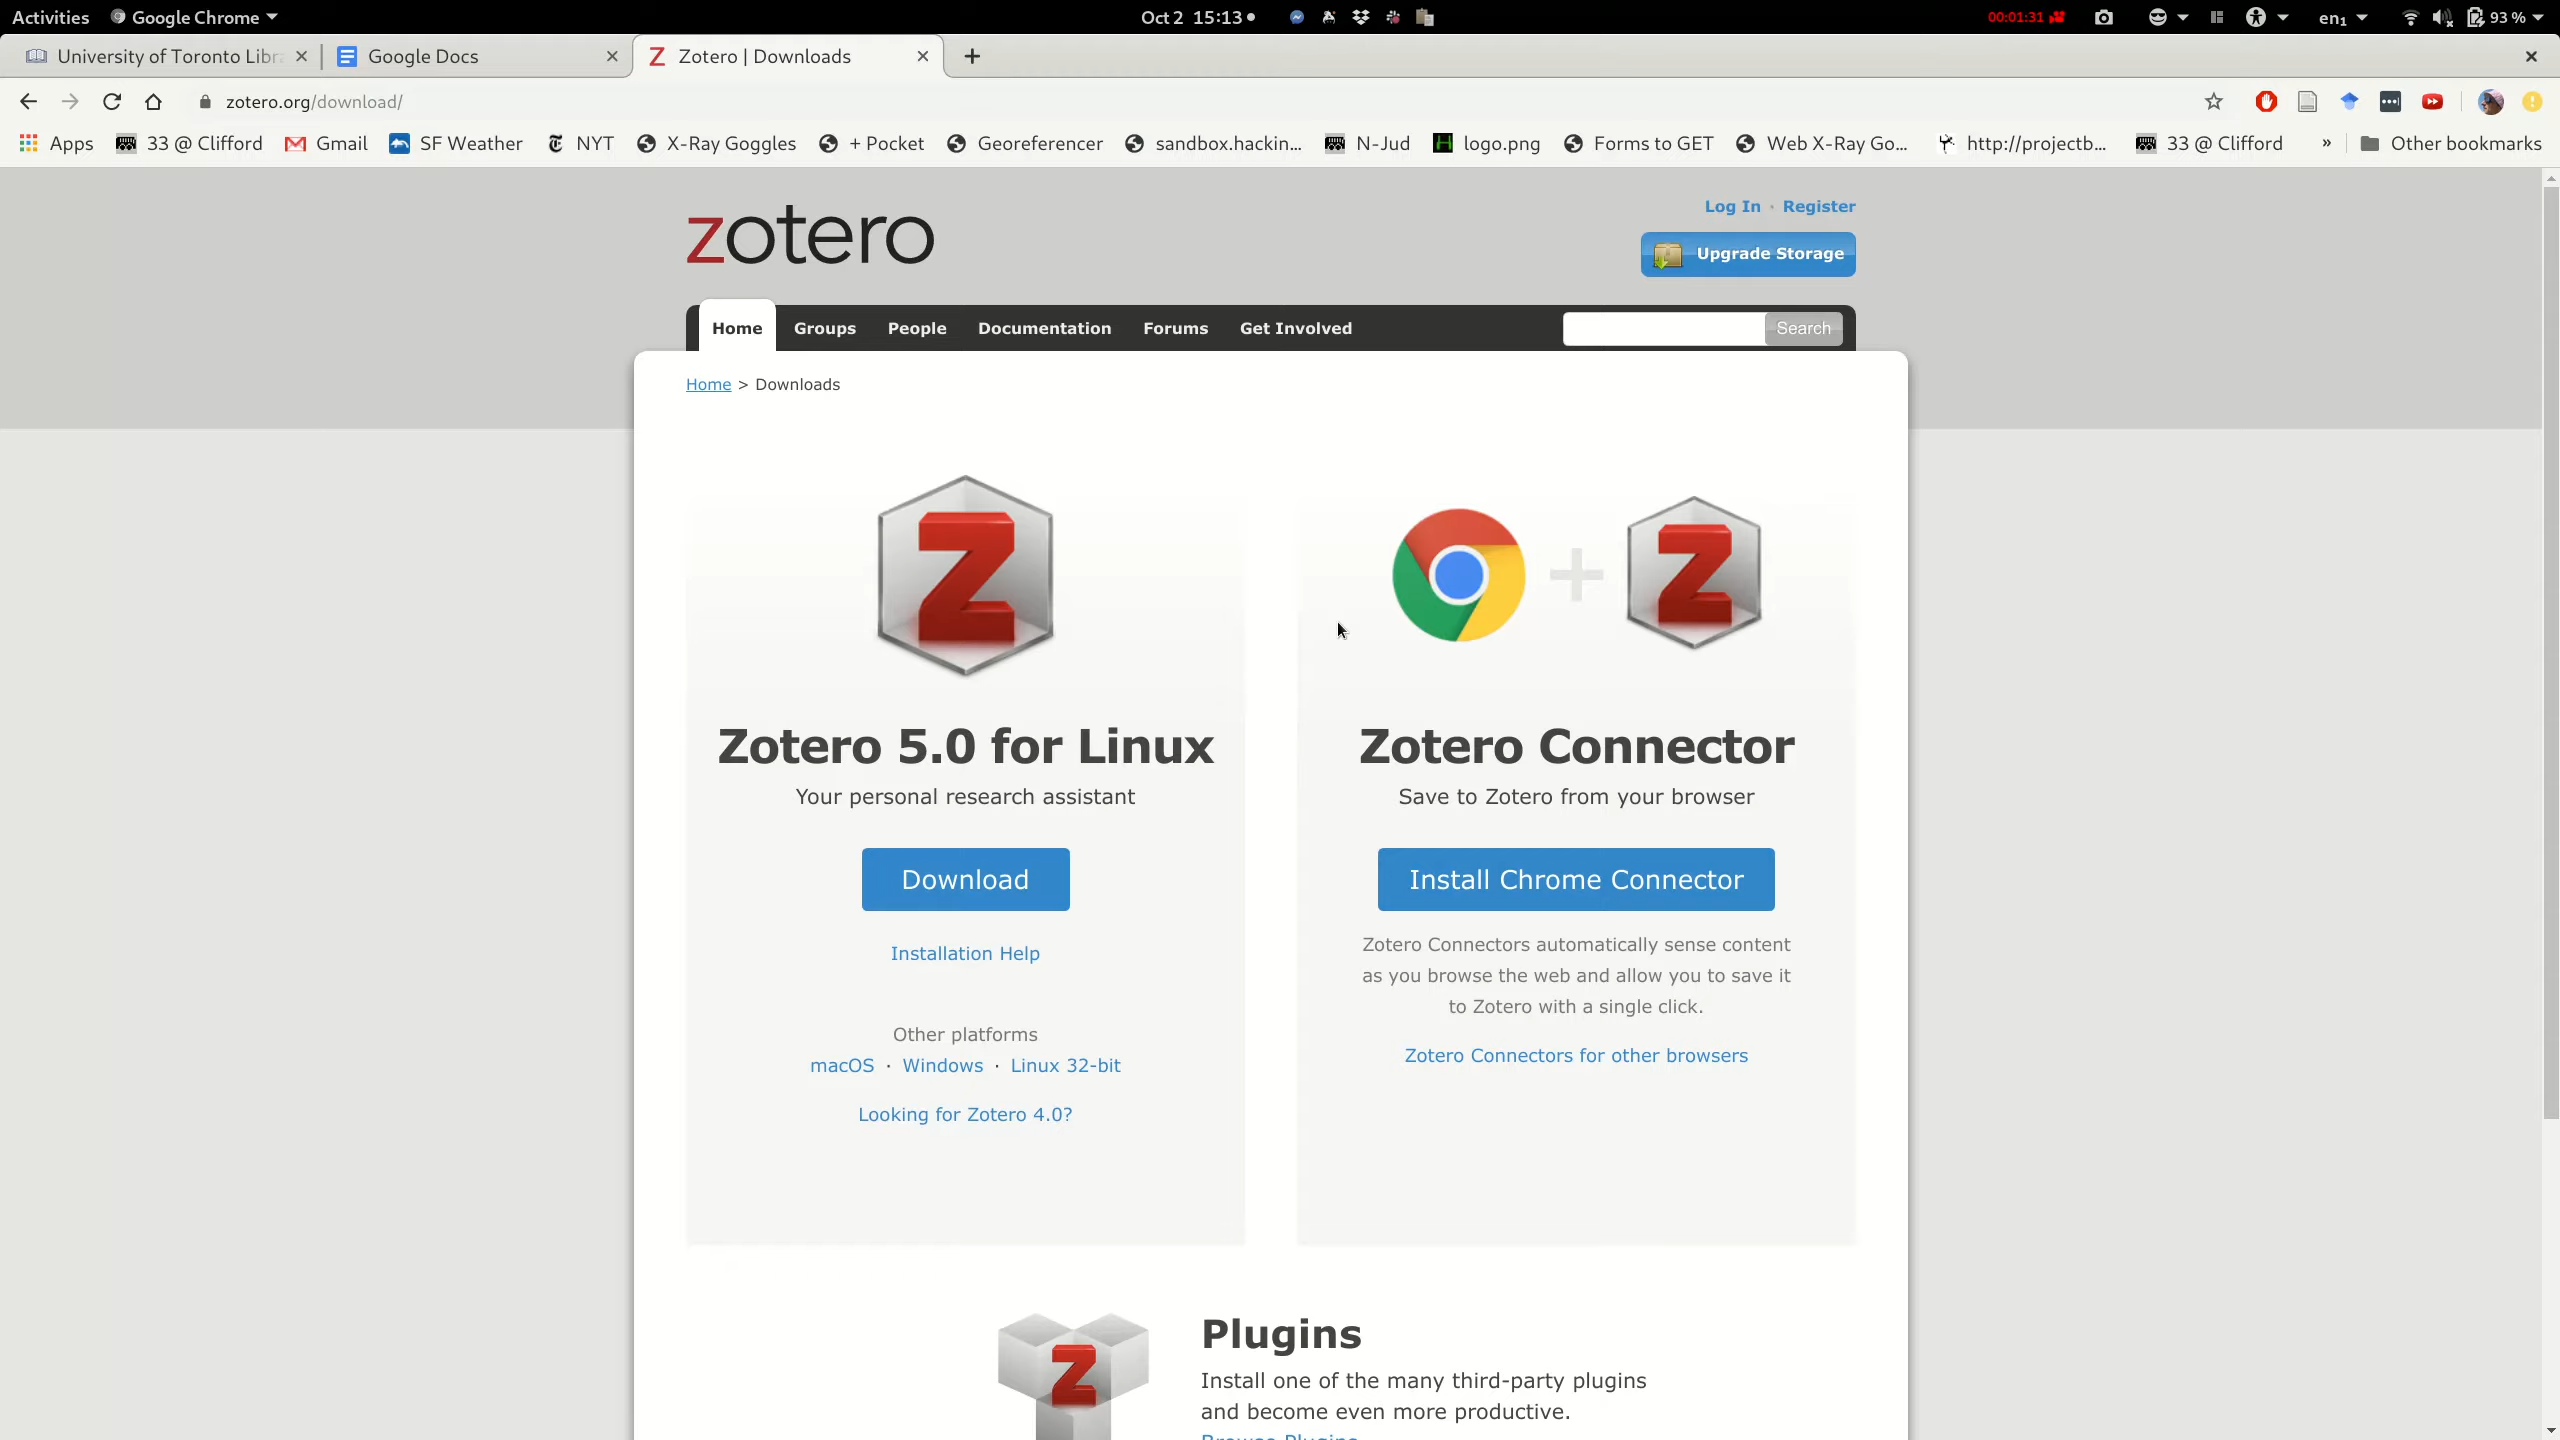 Activities Google Chrome Oct 2 15:13 00:01:31 en₁ 93 %
University of Toronto Libr Google Docs Zotero | Downloads
zotero.org/download/
Apps 33 @ Clifford Gmail SF Weather NYT X-Ray Goggles + Pocket Georeferencer sandbox.hackin... N-Jud logo.png Forms to GET Web X-Ray Go... http://projectb... 33 @ Clifford » Other bookmarks
Log In · Register
zotero
Upgrade Storage
Home Groups People Documentation Forums Get Involved Search
Home > Downloads
Zotero 5.0 for Linux
Your personal research assistant
Download
Installation Help
Other platforms
macOS · Windows · Linux 32-bit
Looking for Zotero 4.0?
Zotero Connector
Save to Zotero from your browser
Install Chrome Connector
Zotero Connectors automatically sense content
as you browse the web and allow you to save it
to Zotero with a single click.
Zotero Connectors for other browsers
Plugins
Install one of the many third-party plugins
and become even more productive.
Browse Plugins